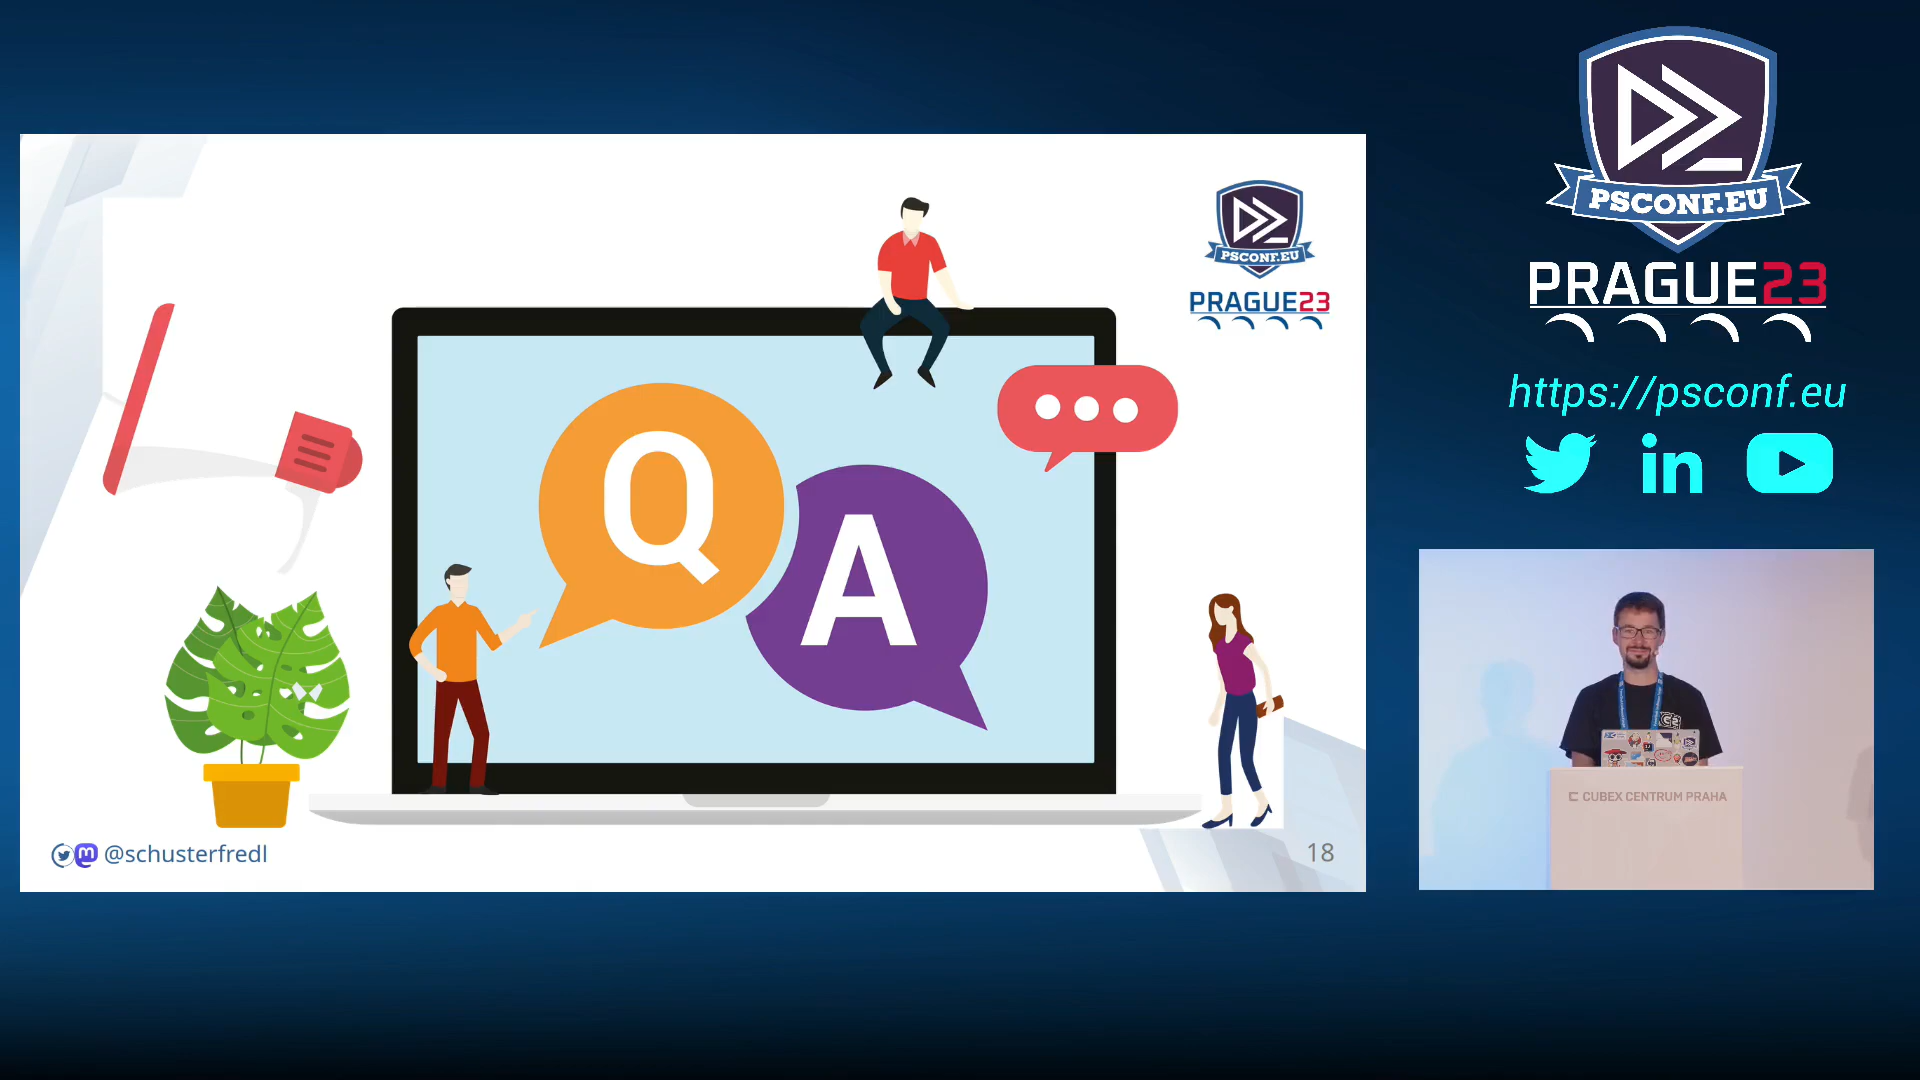 PSCONF.EU
PRAGUE23
Q
A
@schusterfredl
18
PSCONF.EU
PRAGUE23
https://psconf.eu
in
CUBEX CENTRUM PRAHA